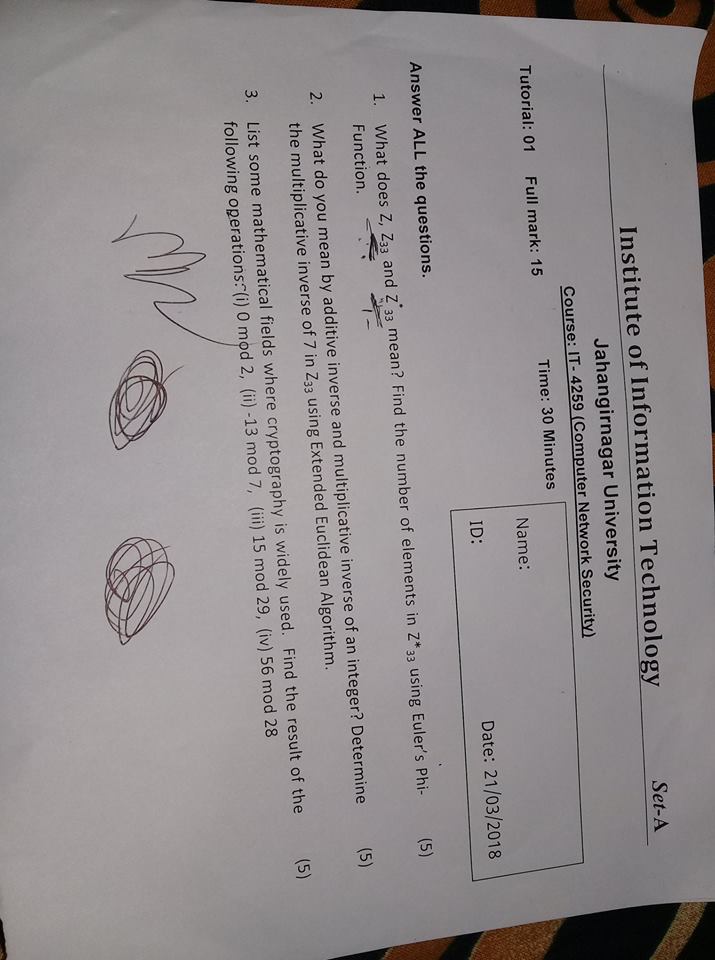 Institute of Information Technology Set-A
Jahangirnagar University
Course: IT- 4259 (Computer Network Security)
Tutorial: 01 Full mark: 15 Time: 30 Minutes
Name:
ID: Date: 21/03/2018
Answer ALL the questions.
1. What does Z, Z33 and Z*33 mean? Find the number of elements in Z*33 using Euler's Phi- (5)
Function.
2. What do you mean by additive inverse and multiplicative inverse of an integer? Determine (5)
the multiplicative inverse of 7 in Z33 using Extended Euclidean Algorithm.
3. List some mathematical fields where cryptography is widely used. Find the result of the (5)
following operations: (i) 0 mod 2, (ii) -13 mod 7, (iii) 15 mod 29, (iv) 56 mod 28